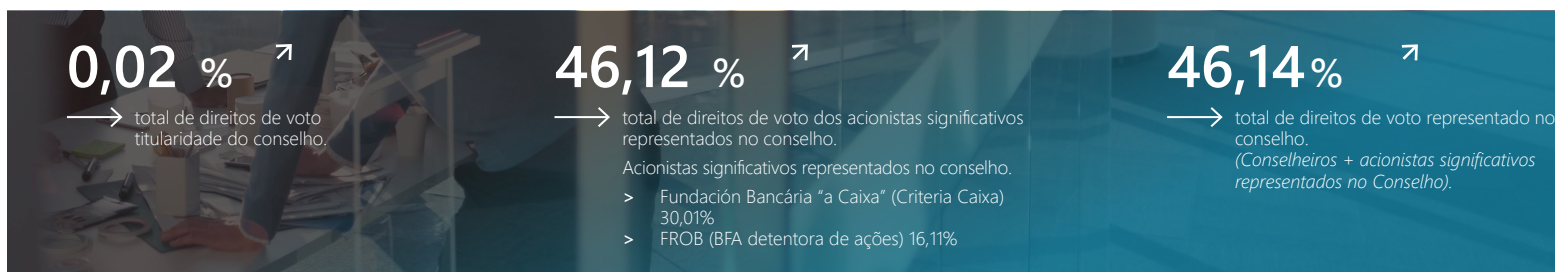 0,02 %
total de direitos de voto
titularidade do conselho.
46,12 %
total de direitos de voto dos acionistas significativos
representados no conselho.
Acionistas significativos representados no conselho.
> Fundación Bancária “a Caixa” (Criteria Caixa)
30,01%
> FROB (BFA detentora de ações) 16,11%
46,14%
total de direitos de voto representado no
conselho.
(Conselheiros + acionistas significativos
representados no Conselho).